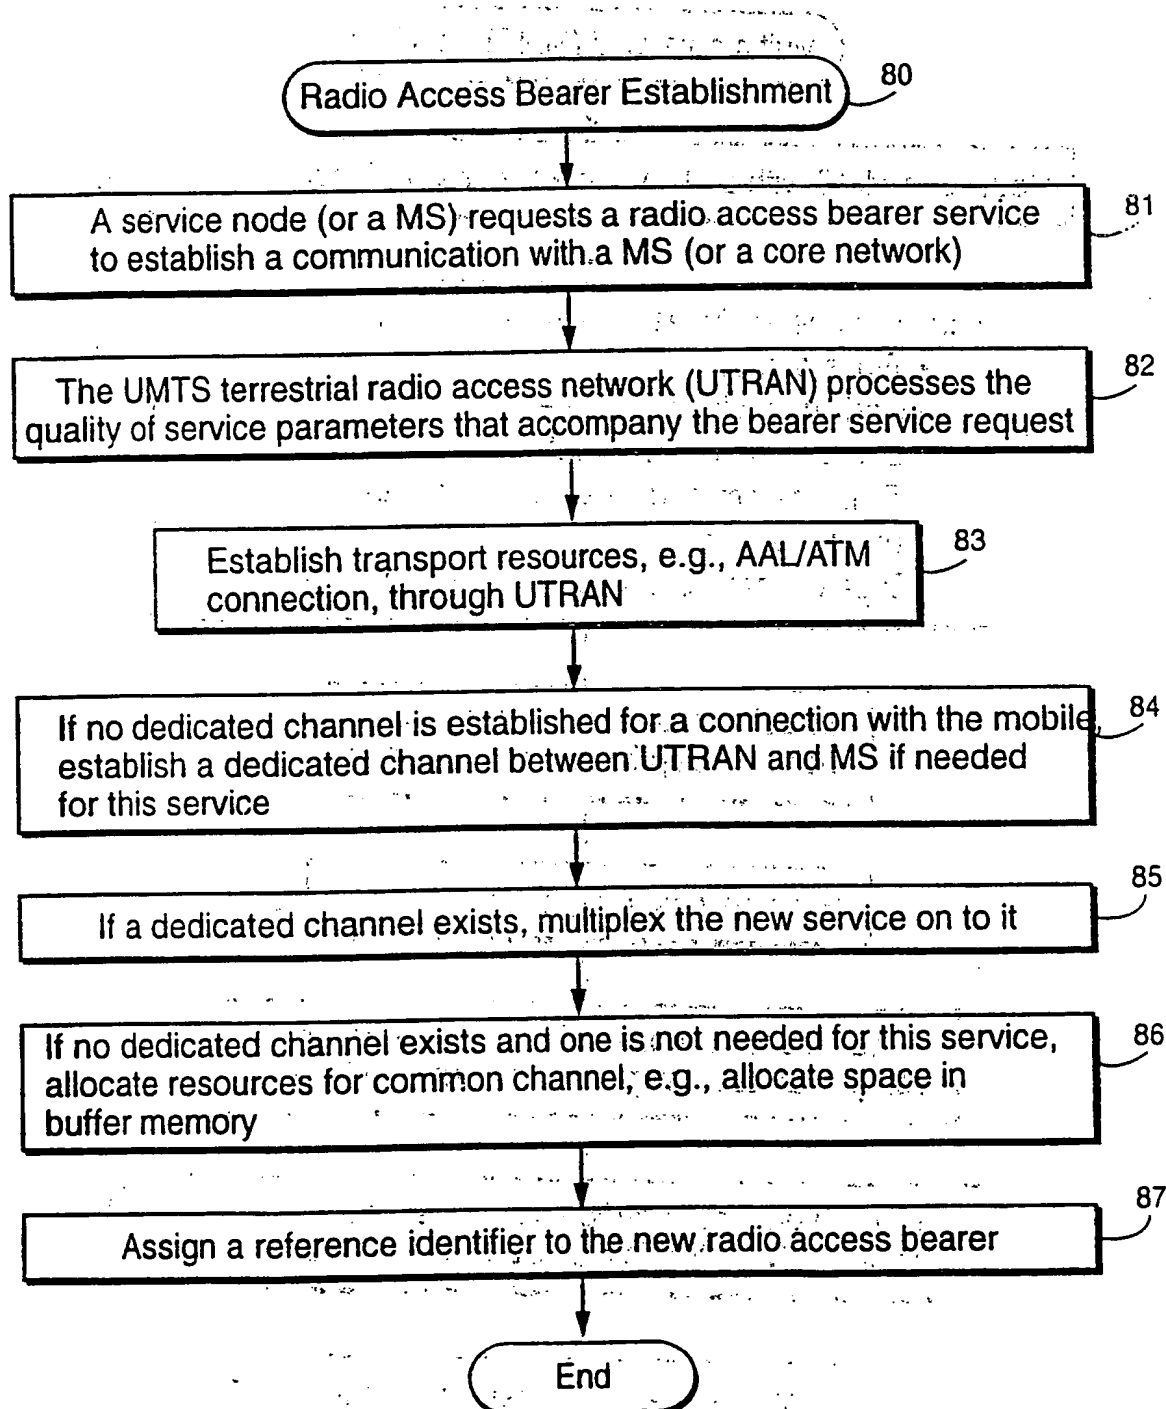 Radio Access Bearer Establishment
80
A service node (or a MS) requests a radio access bearer service
to establish a communication with a MS (or a core network)
81
The UMTS terrestrial radio access network (UTRAN) processes the
quality of service parameters that accompany the bearer service request
82
Establish transport resources, e.g., AAL/ATM
connection, through UTRAN
83
If no dedicated channel is established for a connection with the mobile,
establish a dedicated channel between UTRAN and MS if needed
for this service
84
If a dedicated channel exists, multiplex the new service on to it
85
If no dedicated channel exists and one is not needed for this service,
allocate resources for common channel, e.g., allocate space in
buffer memory
86
Assign a reference identifier to the new radio access bearer
87
End